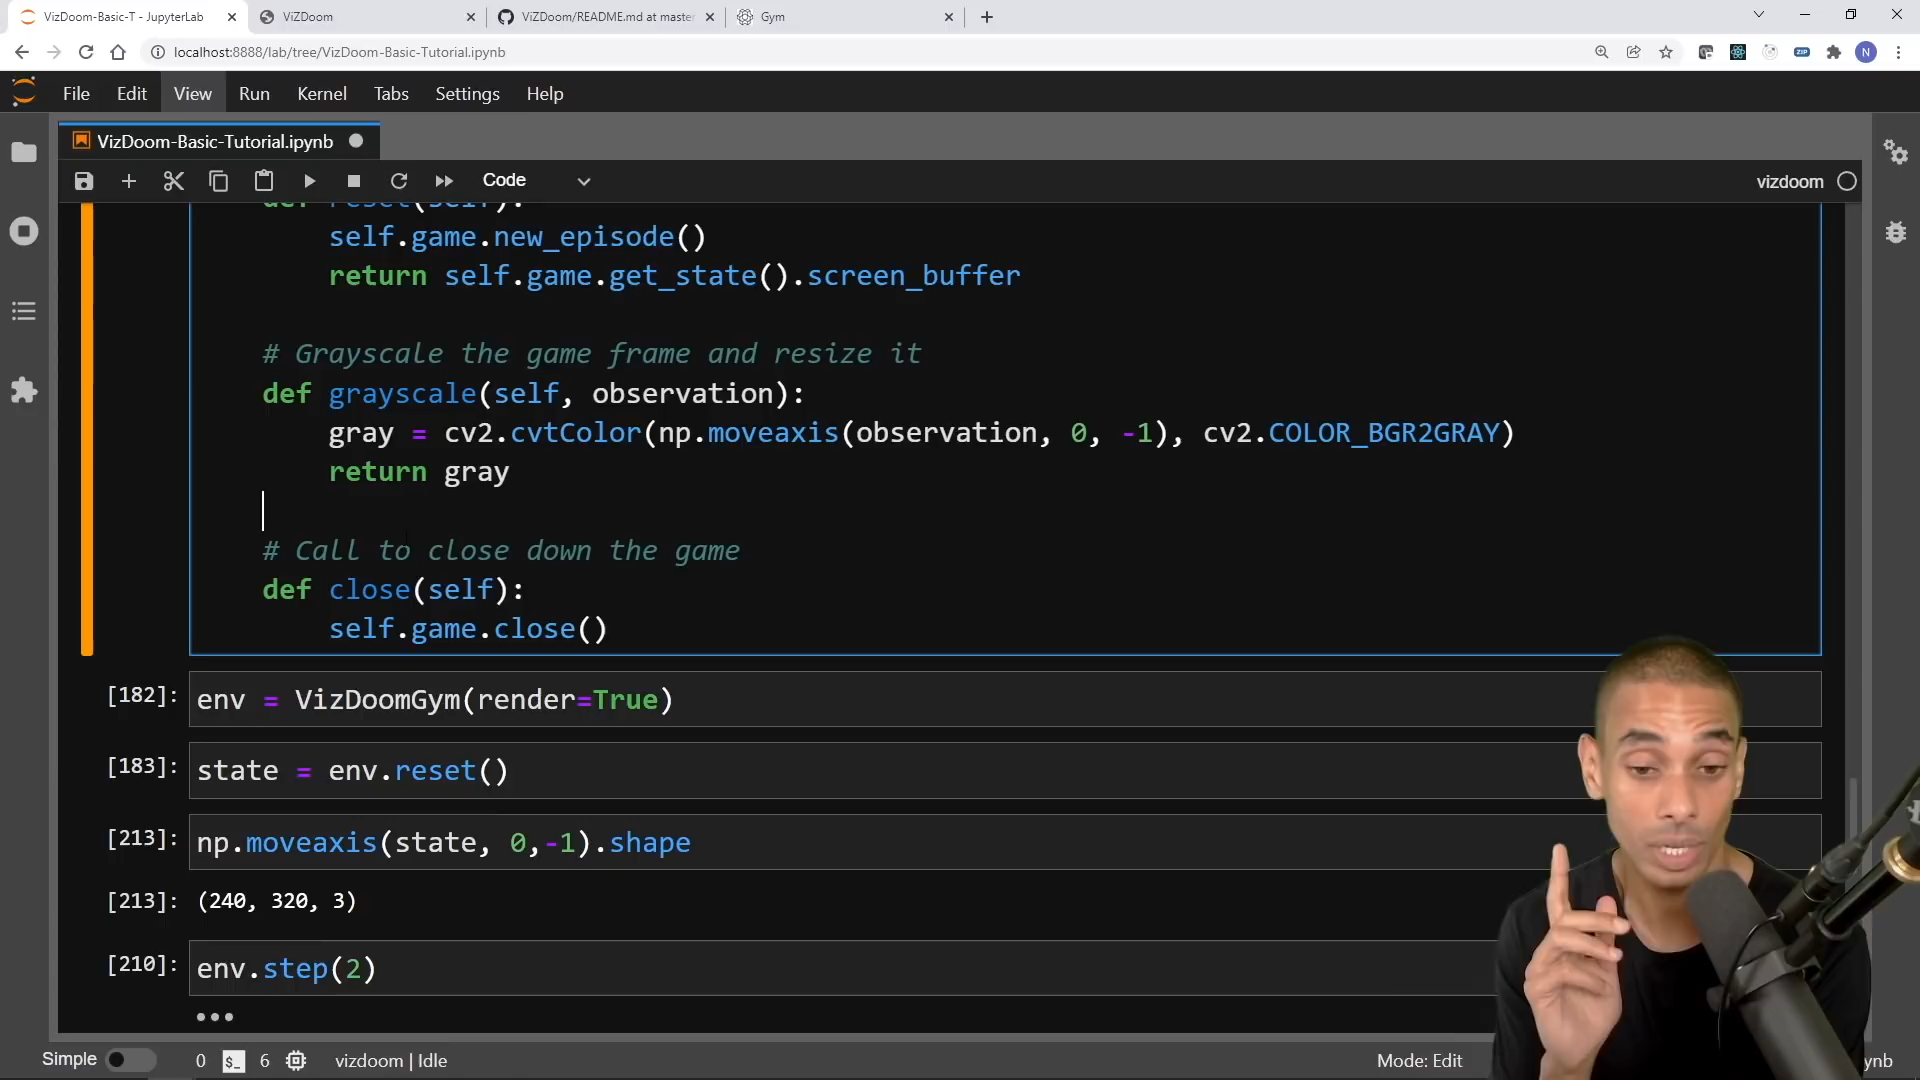 VizDoom-Basic-T - JupyterLab
ViZDoom
ViZDoom/README.md at master
Gym
localhost:8888/lab/tree/VizDoom-Basic-Tutorial.ipynb
ZIP
N
File Edit View Run Kernel Tabs Settings Help
VizDoom-Basic-Tutorial.ipynb
Code
vizdoom
def reset(self):
self.game.new_episode()
return self.game.get_state().screen_buffer
# Grayscale the game frame and resize it
def grayscale(self, observation):
gray = cv2.cvtColor(np.moveaxis(observation, 0, -1), cv2.COLOR_BGR2GRAY)
return gray
# Call to close down the game
def close(self):
self.game.close()
[182]: env = VizDoomGym(render=True)
[183]: state = env.reset()
[213]: np.moveaxis(state, 0,-1).shape
[213]: (240, 320, 3)
[210]: env.step(2)
•••
Simple 0 $_ 6 vizdoom | Idle Mode: Edit ynb